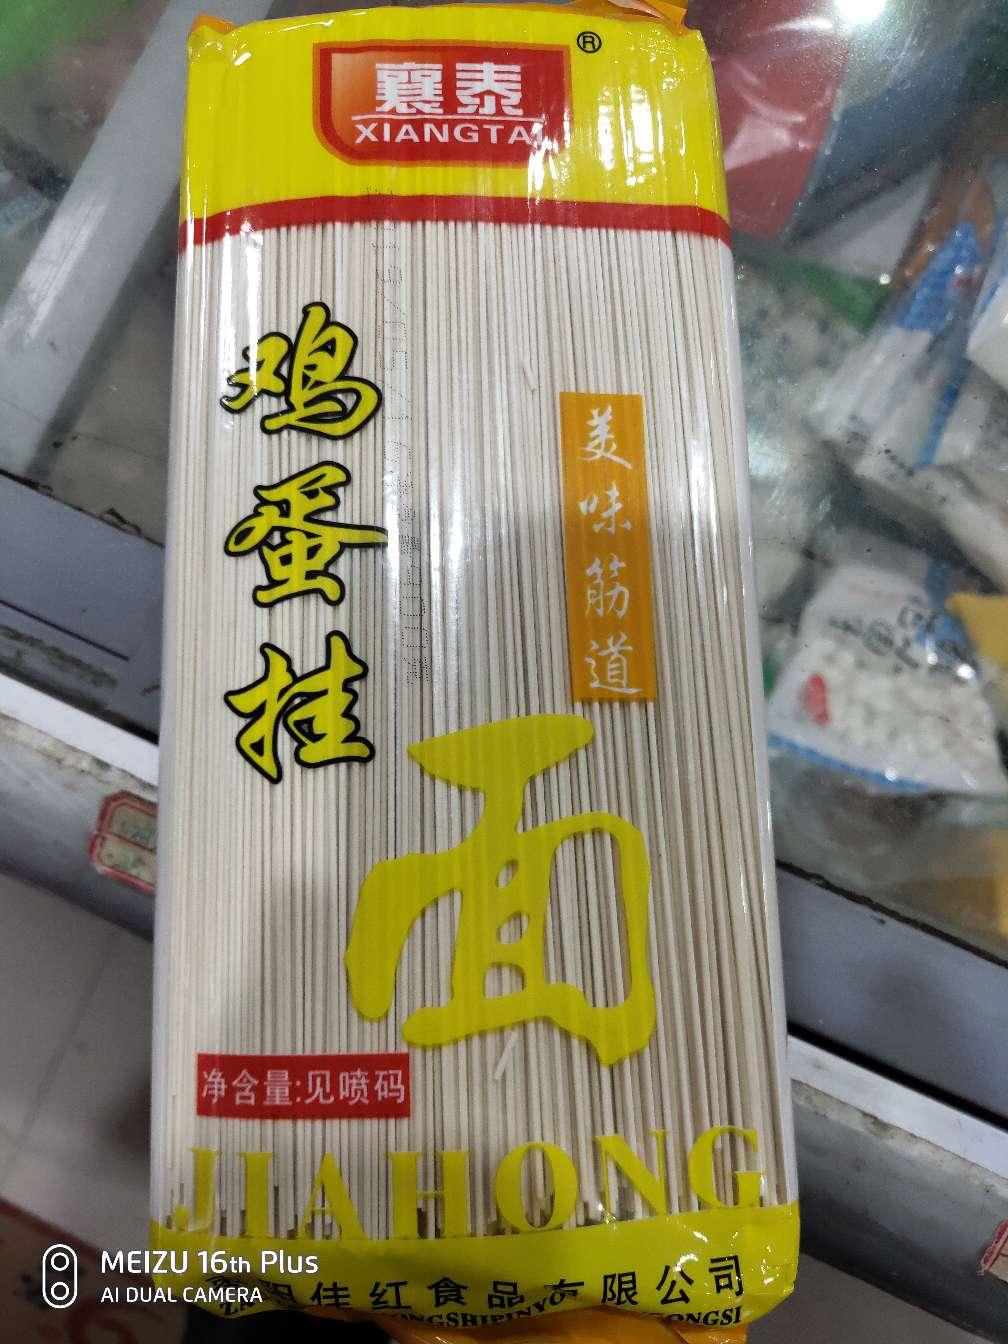 襄泰
®
XIANGTAI
鸡蛋挂
面
美味筋道
净含量:见喷码
JIAHONG
佳红食品有限公司
MEIZU 16th Plus
AI DUAL CAMERA